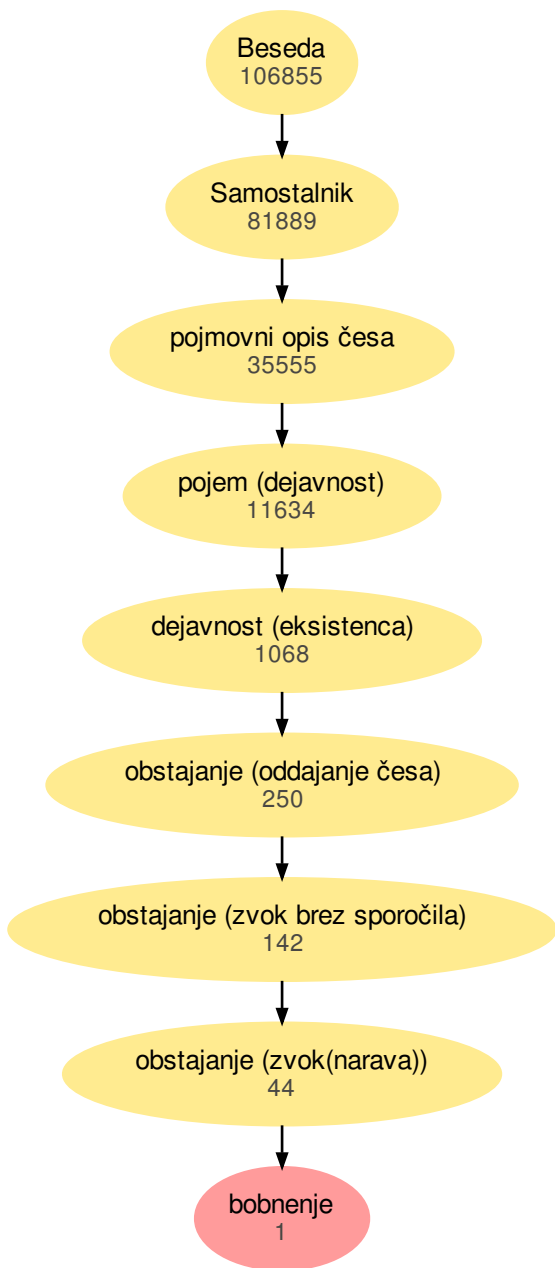 Beseda
106855
Samostalnik
81889
pojmovni opis česa
35555
pojem (dejavnost)
11634
dejavnost (eksistenca)
1068
obstajanje (oddajanje česa)
250
obstajanje (zvok brez sporočila)
142
obstajanje (zvok(narava))
44
bobnenje
1